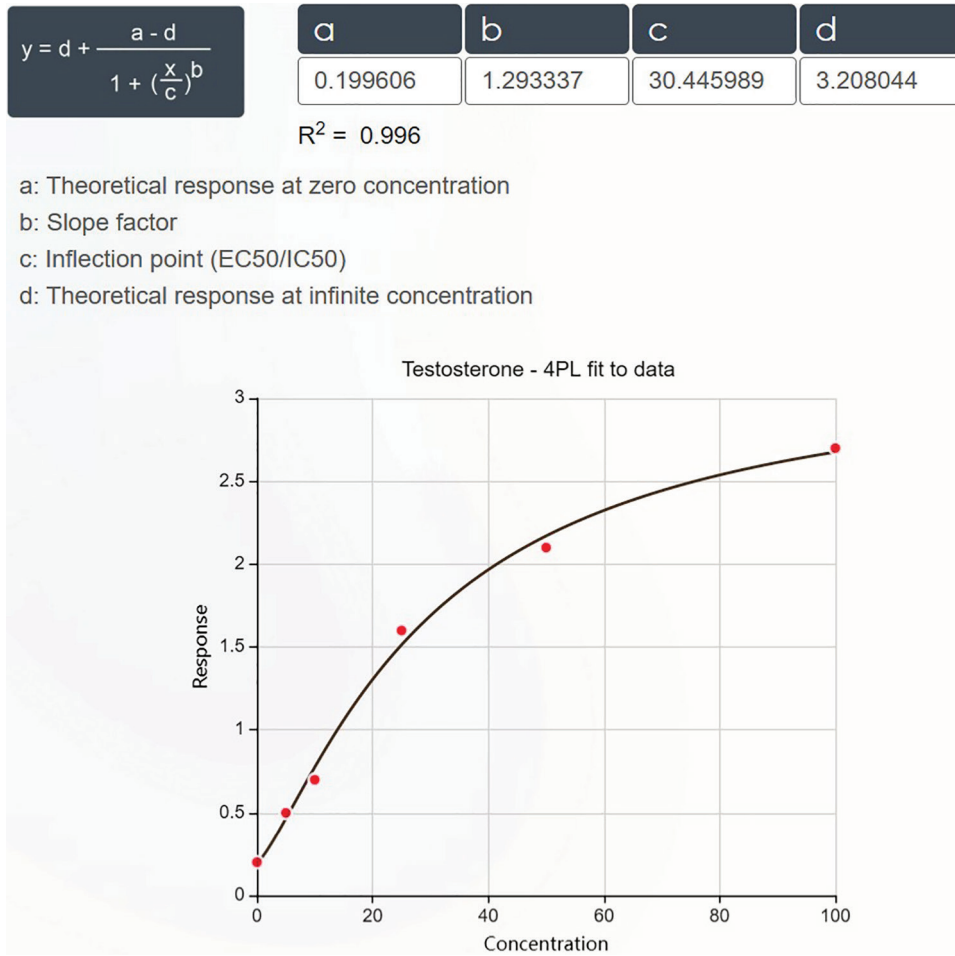 y = d + a - d / 1 + (x/c)^b
a b c d
0.199606 1.293337 30.445989 3.208044
R² = 0.996
a: Theoretical response at zero concentration
b: Slope factor
c: Inflection point (EC50/IC50)
d: Theoretical response at infinite concentration
Testosterone - 4PL fit to data
3
2.5
2
1.5
1
0.5
0
Response
0 20 40 60 80 100
Concentration